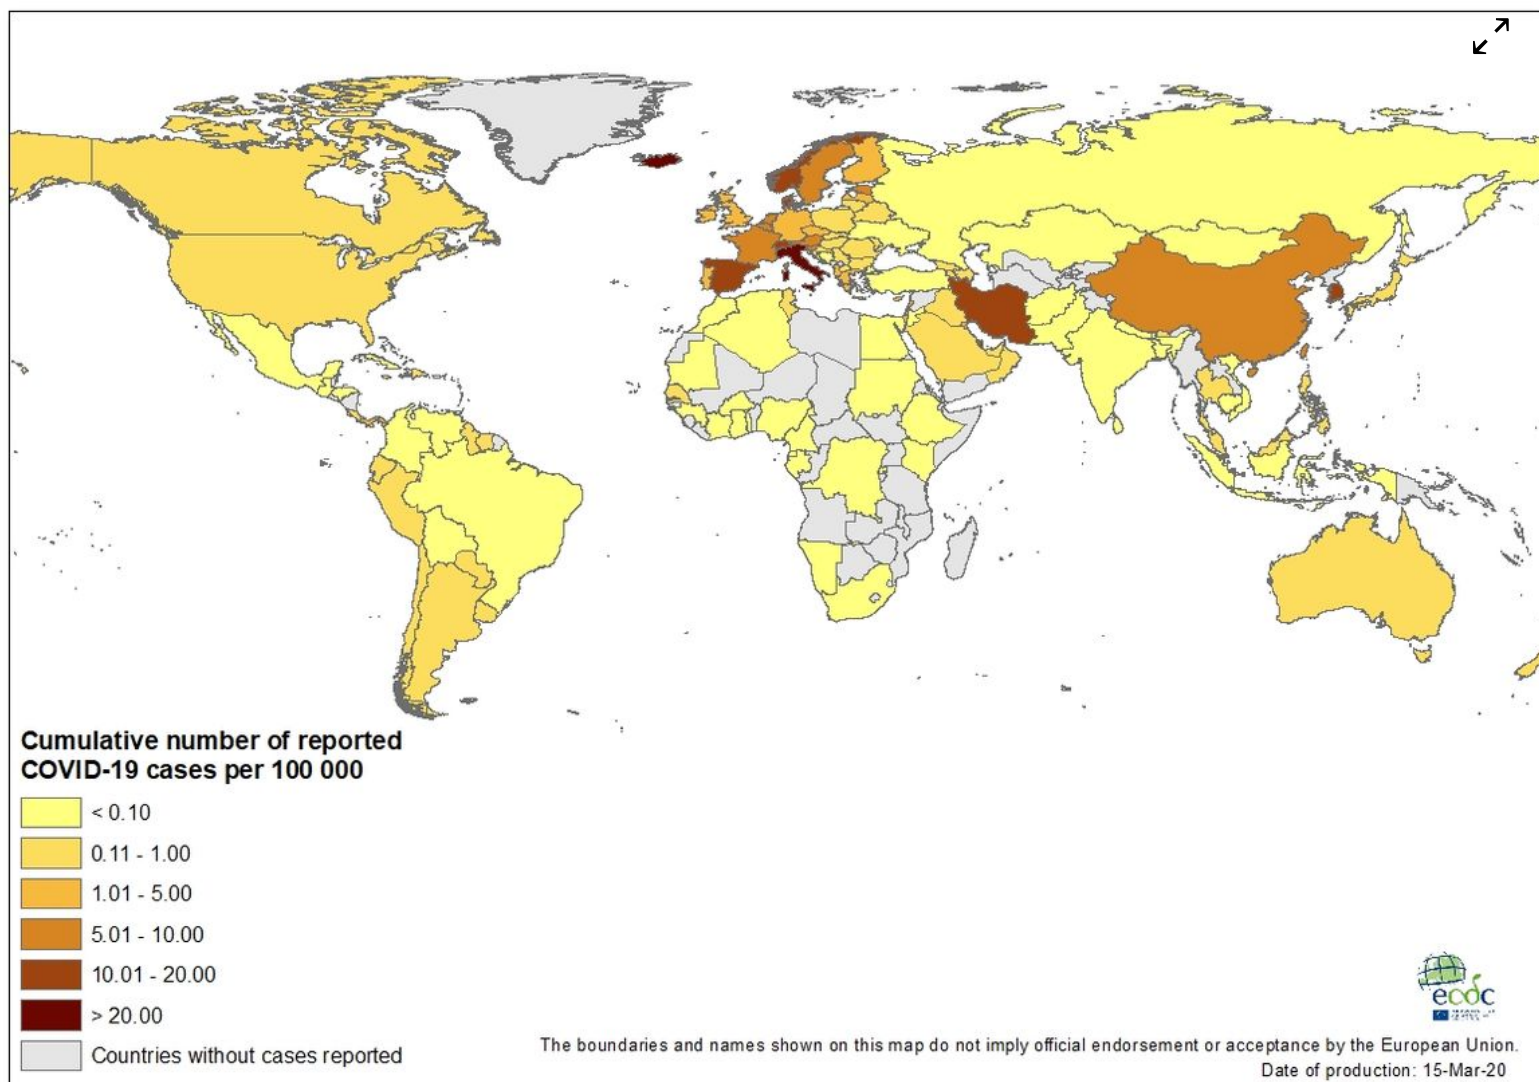 Cumulative number of reported
COVID-19 cases per 100 000
< 0.10
0.11 - 1.00
1.01 - 5.00
5.01 - 10.00
10.01 - 20.00
> 20.00
Countries without cases reported
ecdc
The boundaries and names shown on this map do not imply official endorsement or acceptance by the European Union.
Date of production: 15-Mar-20